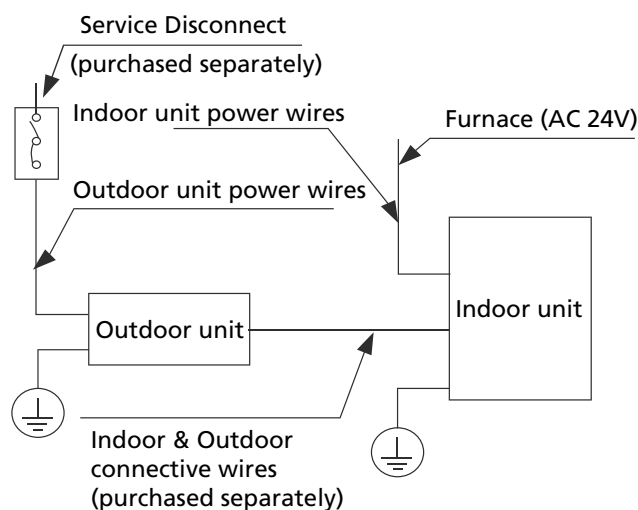 Service Disconnect
(purchased separately)
Indoor unit power wires
Furnace (AC 24V)
Outdoor unit power wires
Outdoor unit
Indoor unit
Indoor & Outdoor
connective wires
(purchased separately)